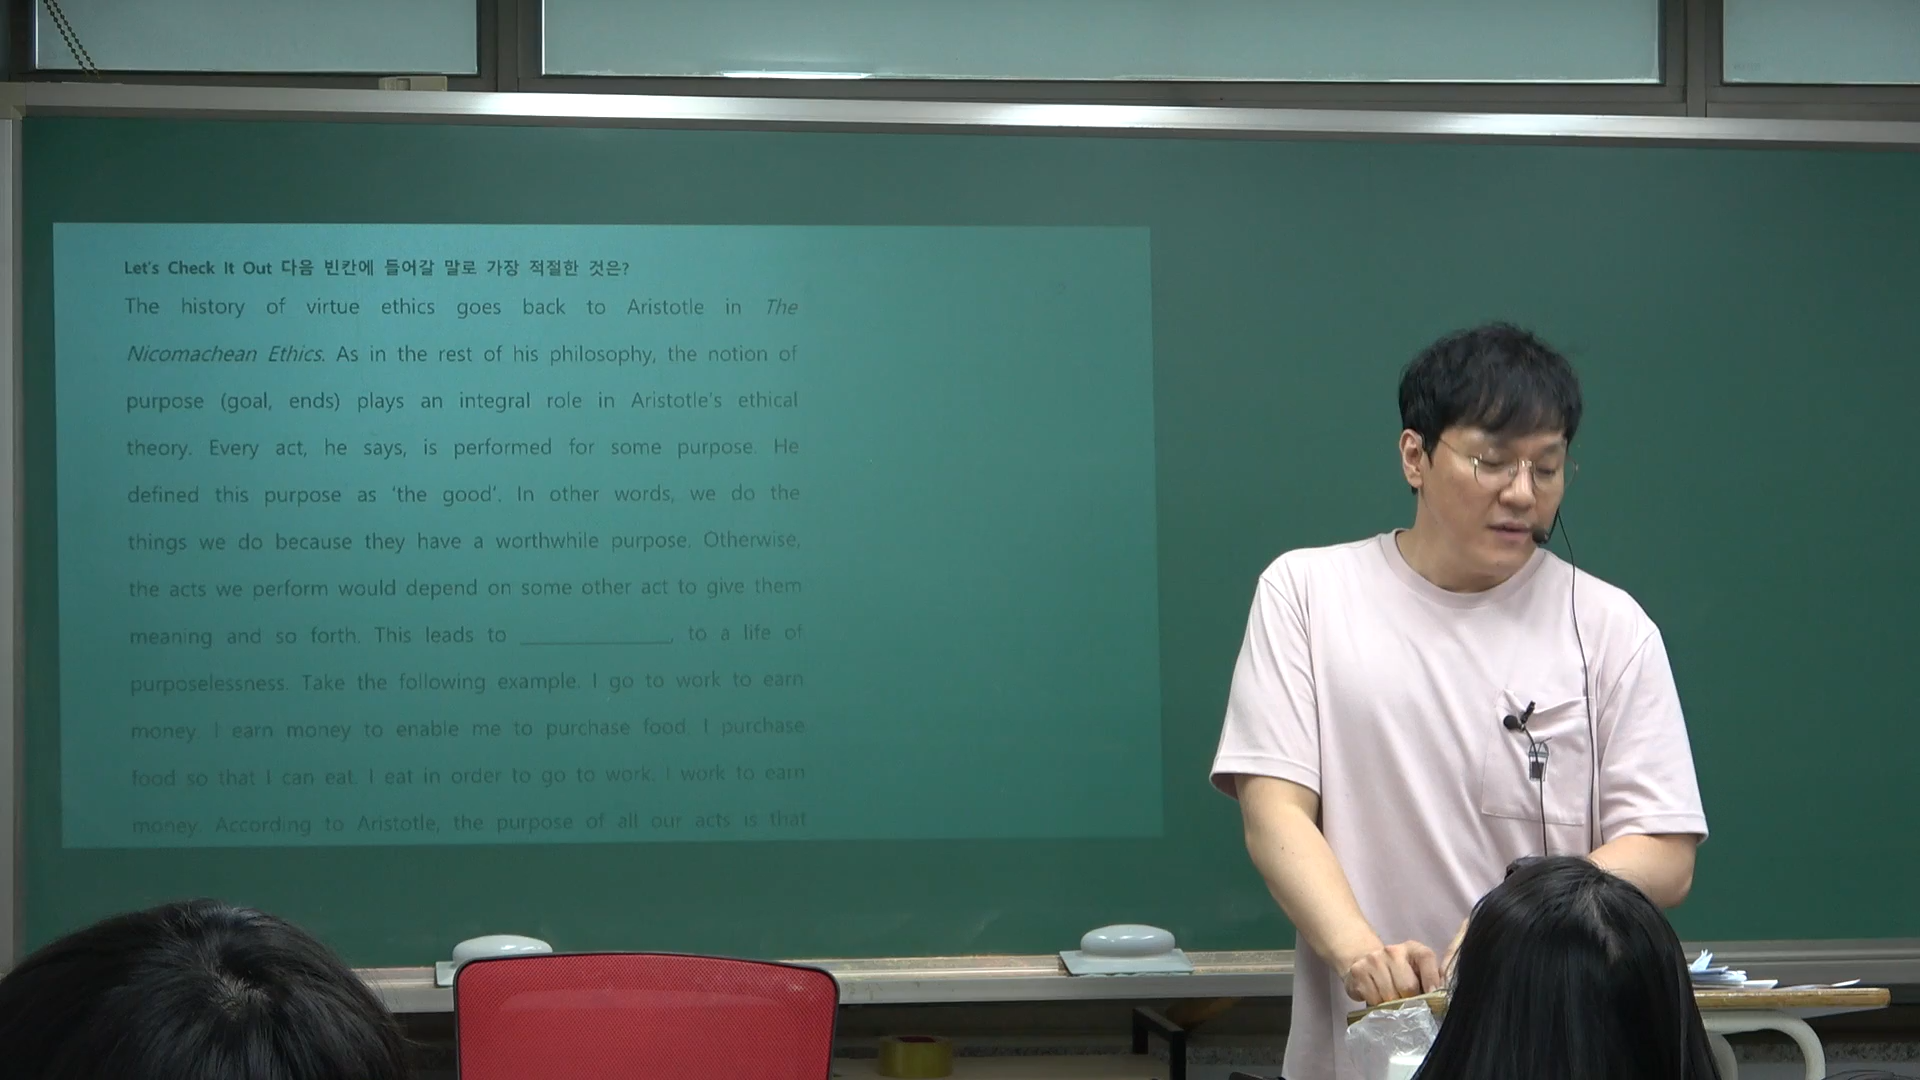 Let's Check It Out 다음 빈칸에 들어갈 말로 가장 적절한 것은?
The history of virtue ethics goes back to Aristotle in The
Nicomachean Ethics. As in the rest of his philosophy, the notion of
purpose (goal, ends) plays an integral role in Aristotle's ethical
theory. Every act, he says, is performed for some purpose. He
defined this purpose as 'the good'. In other words, we do the
things we do because they have a worthwhile purpose. Otherwise,
the acts we perform would depend on some other act to give them
meaning and so forth. This leads to ______________, to a life of
purposelessness. Take the following example. I go to work to earn
money. I earn money to enable me to purchase food. I purchase
food so that I can eat. I eat in order to go to work. I work to earn
money. According to Aristotle, the purpose of all our acts is that